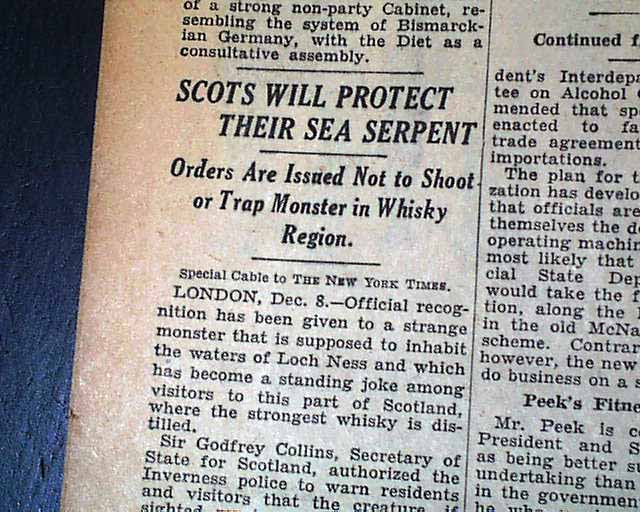 of a strong non-party Cabinet, re-
sembling the system of Bismarck-
ian Germany, with the Diet as a
consultative assembly.
SCOTS WILL PROTECT
THEIR SEA SERPENT
Orders Are Issued Not to Shoot
or Trap Monster in Whisky
Region.
Special Cable to THE NEW YORK TIMES.
LONDON, Dec. 8.—Official recog-
nition has been given to a strange
monster that is supposed to inhabit
the waters of Loch Ness and which
has become a standing joke among
visitors to this part of Scotland,
where the strongest whisky is dis-
tilled.
Sir Godfrey Collins, Secretary of
State for Scotland, authorized the
Inverness police to warn residents
and visitors that the creature, if
sighted
Continued f
dent's Interdepa
tee on Alcohol
mended that spe
enacted to fa
trade agreement
importations.
The plan for t
zation has develo
that officials are
themselves the de
operating machin
most likely that
cial State Dep
would take the f
tion, along the
in the old McNa
scheme. Contrar
however, the new
do business on a s
Peek's Fitne
Mr. Peek is co
President and S
as being better su
undertaking than
in the governmen
he who